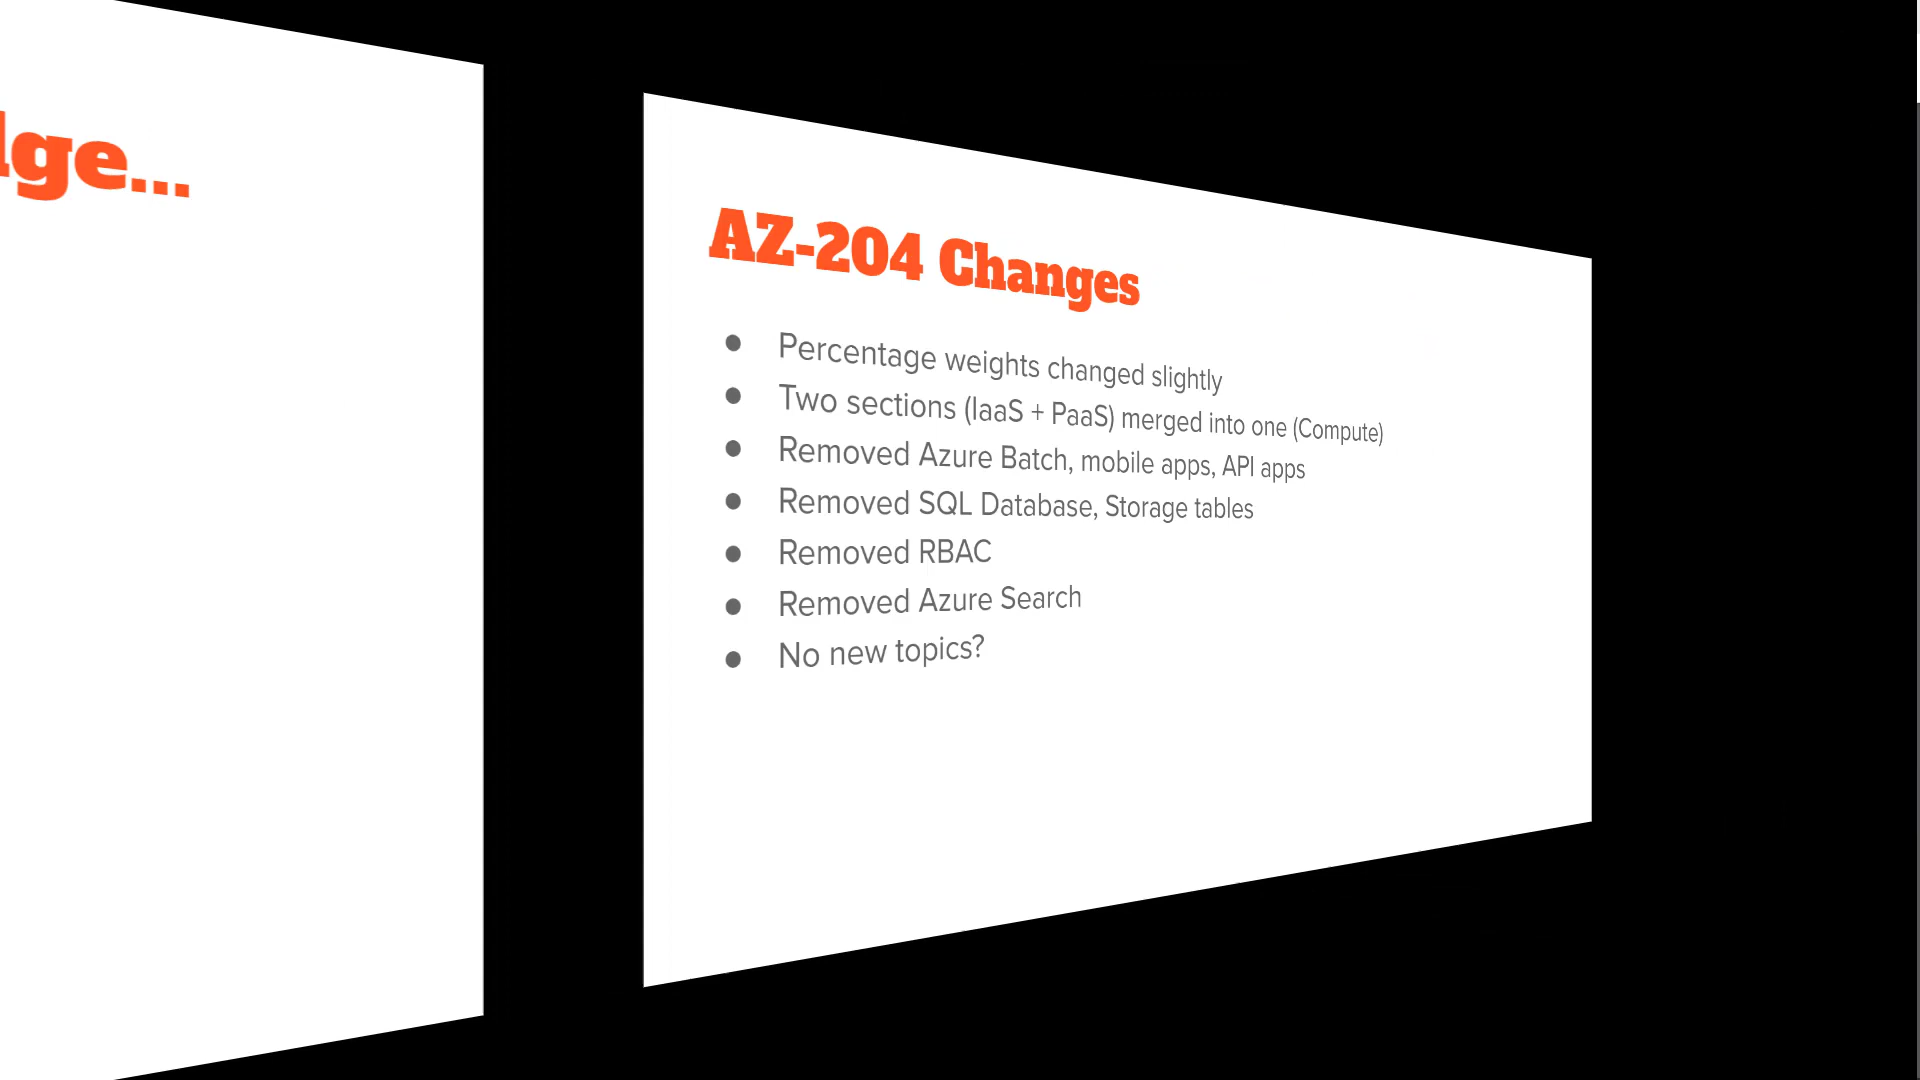 ge...
AZ-204 Changes
● Percentage weights changed slightly
● Two sections (IaaS + PaaS) merged into one (Compute)
● Removed Azure Batch, mobile apps, API apps
● Removed SQL Database, Storage tables
● Removed RBAC
● Removed Azure Search
● No new topics?